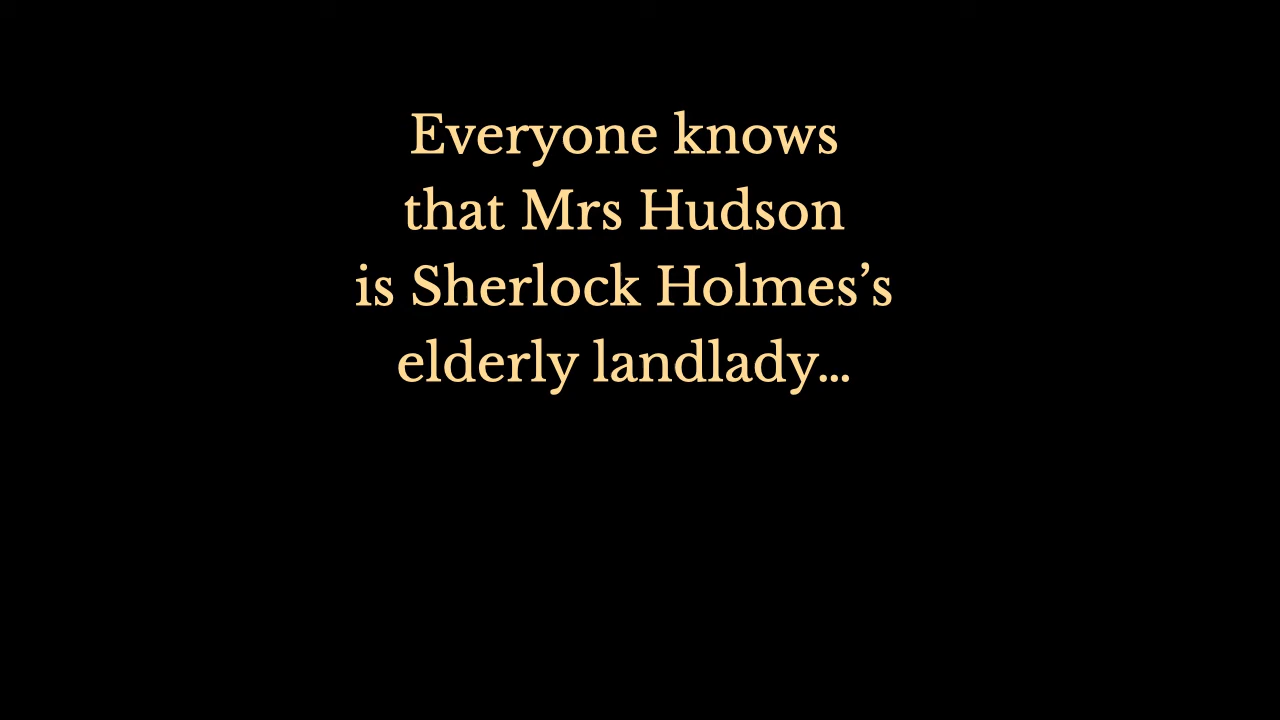 Everyone knows
that Mrs Hudson
is Sherlock Holmes’s
elderly landlady…